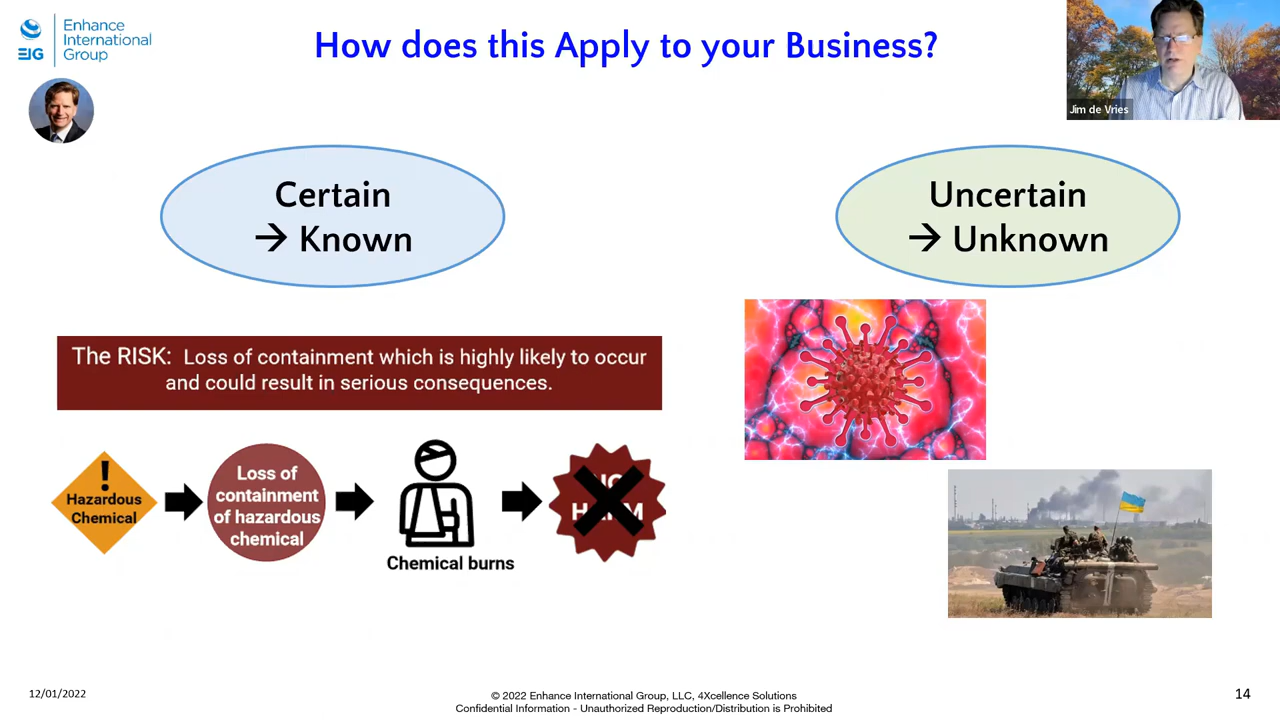 Enhance
International
Group
EIG
How does this Apply to your Business?
Jim de Vries
Certain
→ Known
Uncertain
→ Unknown
The RISK: Loss of containment which is highly likely to occur
and could result in serious consequences.
!
Hazardous
Chemical
Loss of
containment
of hazardous
chemical
Chemical burns
12/01/2022
© 2022 Enhance International Group, LLC, 4Xcellence Solutions
Confidential Information - Unauthorized Reproduction/Distribution is Prohibited
14